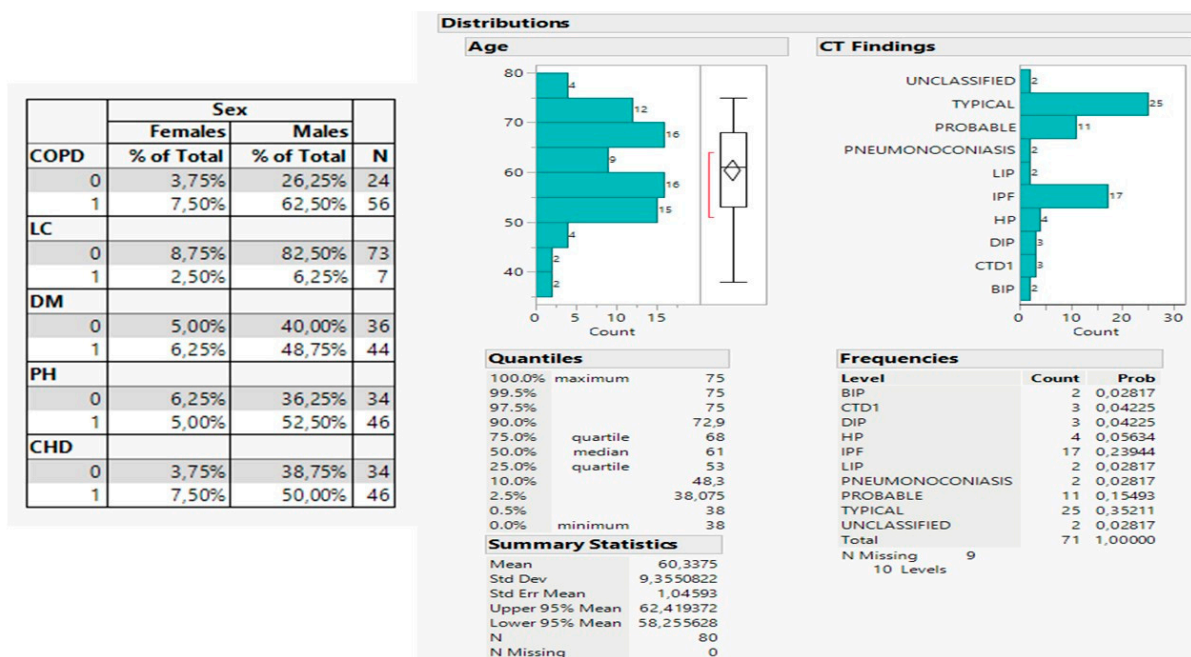 Sex
Females Males
COPD % of Total % of Total N
0 3,75% 26,25% 24
1 7,50% 62,50% 56
LC
0 8,75% 82,50% 73
1 2,50% 6,25% 7
DM
0 5,00% 40,00% 36
1 6,25% 48,75% 44
PH
0 6,25% 36,25% 34
1 5,00% 52,50% 46
CHD
0 3,75% 38,75% 34
1 7,50% 50,00% 46
Distributions
Age
80
70
60
50
40
4
12
16
9
16
15
4
2
2
0 5 10 15
Count
Quantiles
100.0% maximum 75
99.5% 75
97.5% 75
90.0% 72,9
75.0% quartile 68
50.0% median 61
25.0% quartile 53
10.0% 48,3
2.5% 38,075
0.5% 38
0.0% minimum 38
Summary Statistics
Mean 60,3375
Std Dev 9,3550822
Std Err Mean 1,04593
Upper 95% Mean 62,419372
Lower 95% Mean 58,255628
N 80
N Missing 0
CT Findings
UNCLASSIFIED 2
TYPICAL 25
PROBABLE 11
PNEUMONOCONIASIS 2
LIP 2
IPF 17
HP 4
DIP 3
CTD1 3
BIP 2
0 10 20 30
Count
Frequencies
Level Count Prob
BIP 2 0,02817
CTD1 3 0,04225
DIP 3 0,04225
HP 4 0,05634
IPF 17 0,23944
LIP 2 0,02817
PNEUMONOCONIASIS 2 0,02817
PROBABLE 11 0,15493
TYPICAL 25 0,35211
UNCLASSIFIED 2 0,02817
Total 71 1,00000
N Missing 9
10 Levels